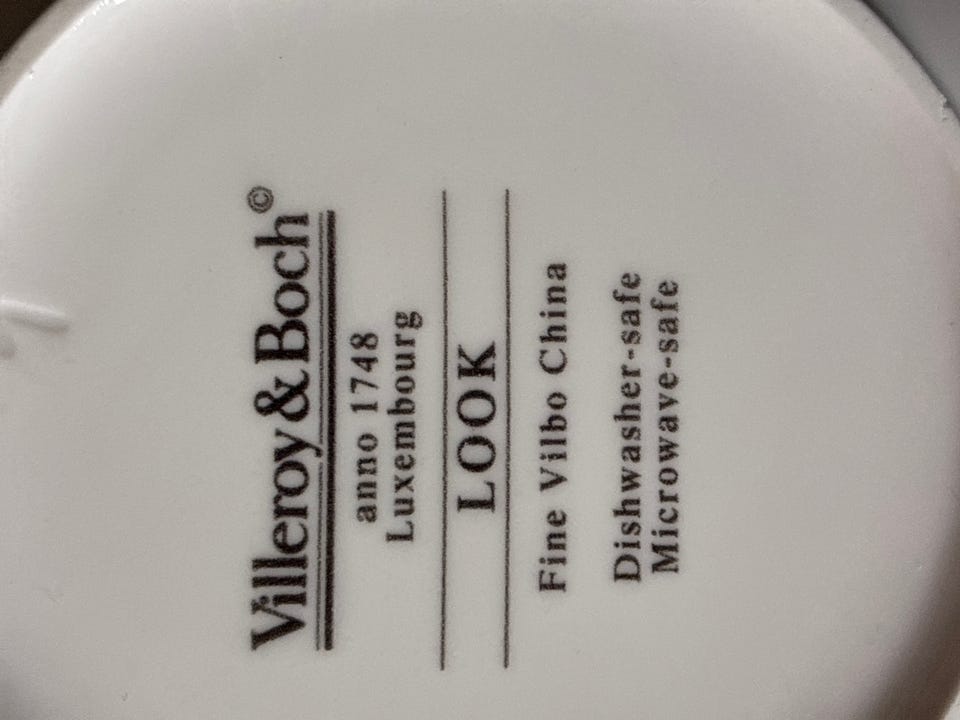 Villeroy & Boch©
anno 1748
Luxembourg
LOOK
Fine Vilbo China
Dishwasher-safe
Microwave-safe